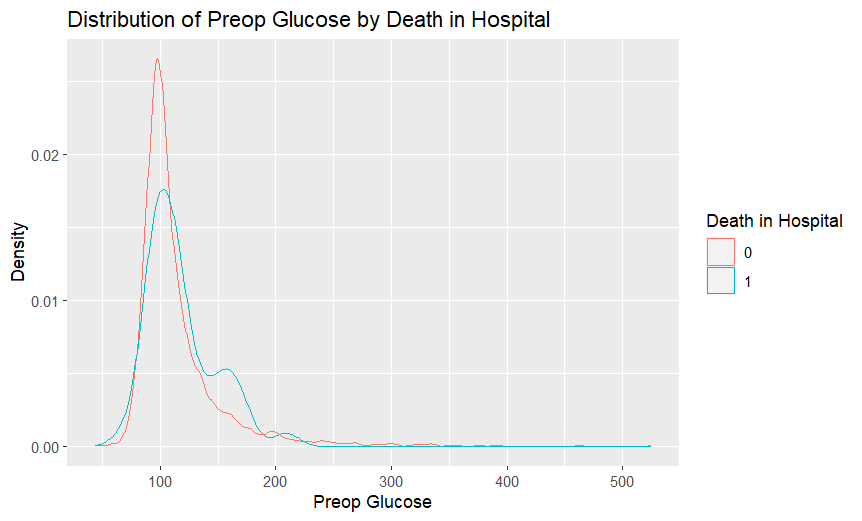 Distribution of Preop Glucose by Death in Hospital
0.02
0.01
0.00
Density
100 200 300 400 500
Preop Glucose
Death in Hospital
0
1